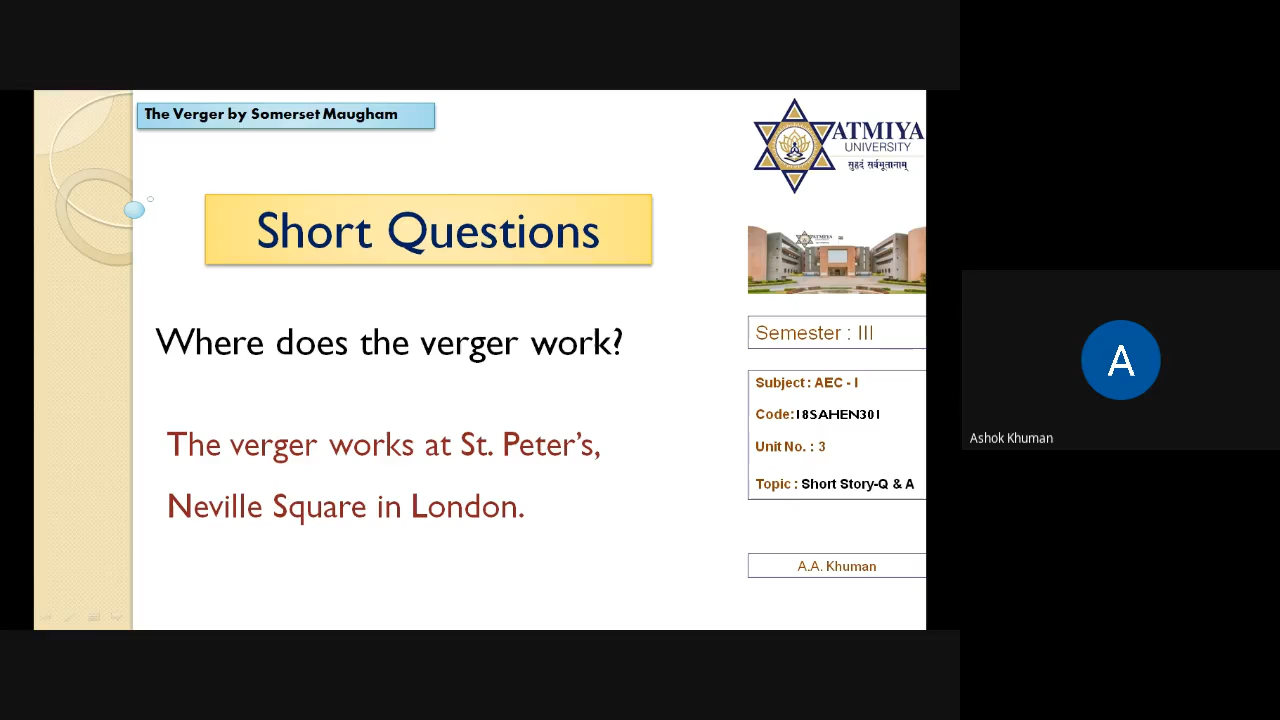 The Verger by Somerset Maugham
ATMIYA
UNIVERSITY
सुहृदं सर्वभूतानाम्
Short Questions
Where does the verger work?
The verger works at St. Peter’s,
Neville Square in London.
ATMIYA
Semester : III
Subject : AEC - I
Code:18SAHEN301
Unit No. : 3
Topic : Short Story-Q & A
A.A. Khuman
A
Ashok Khuman